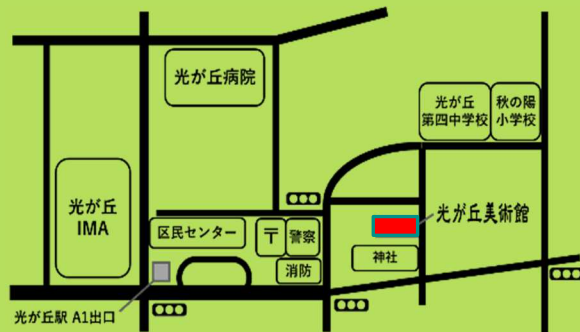 光が丘病院
光が丘
第四中学校
秋の陽
小学校
光が丘
IMA
区民センター
〒
警察
消防
光が丘美術館
神社
光が丘駅 A1出口